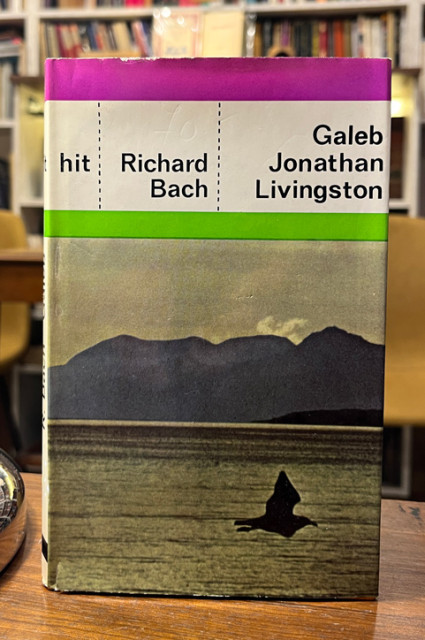 hit
Richard
Bach
Galeb
Jonathan
Livingston